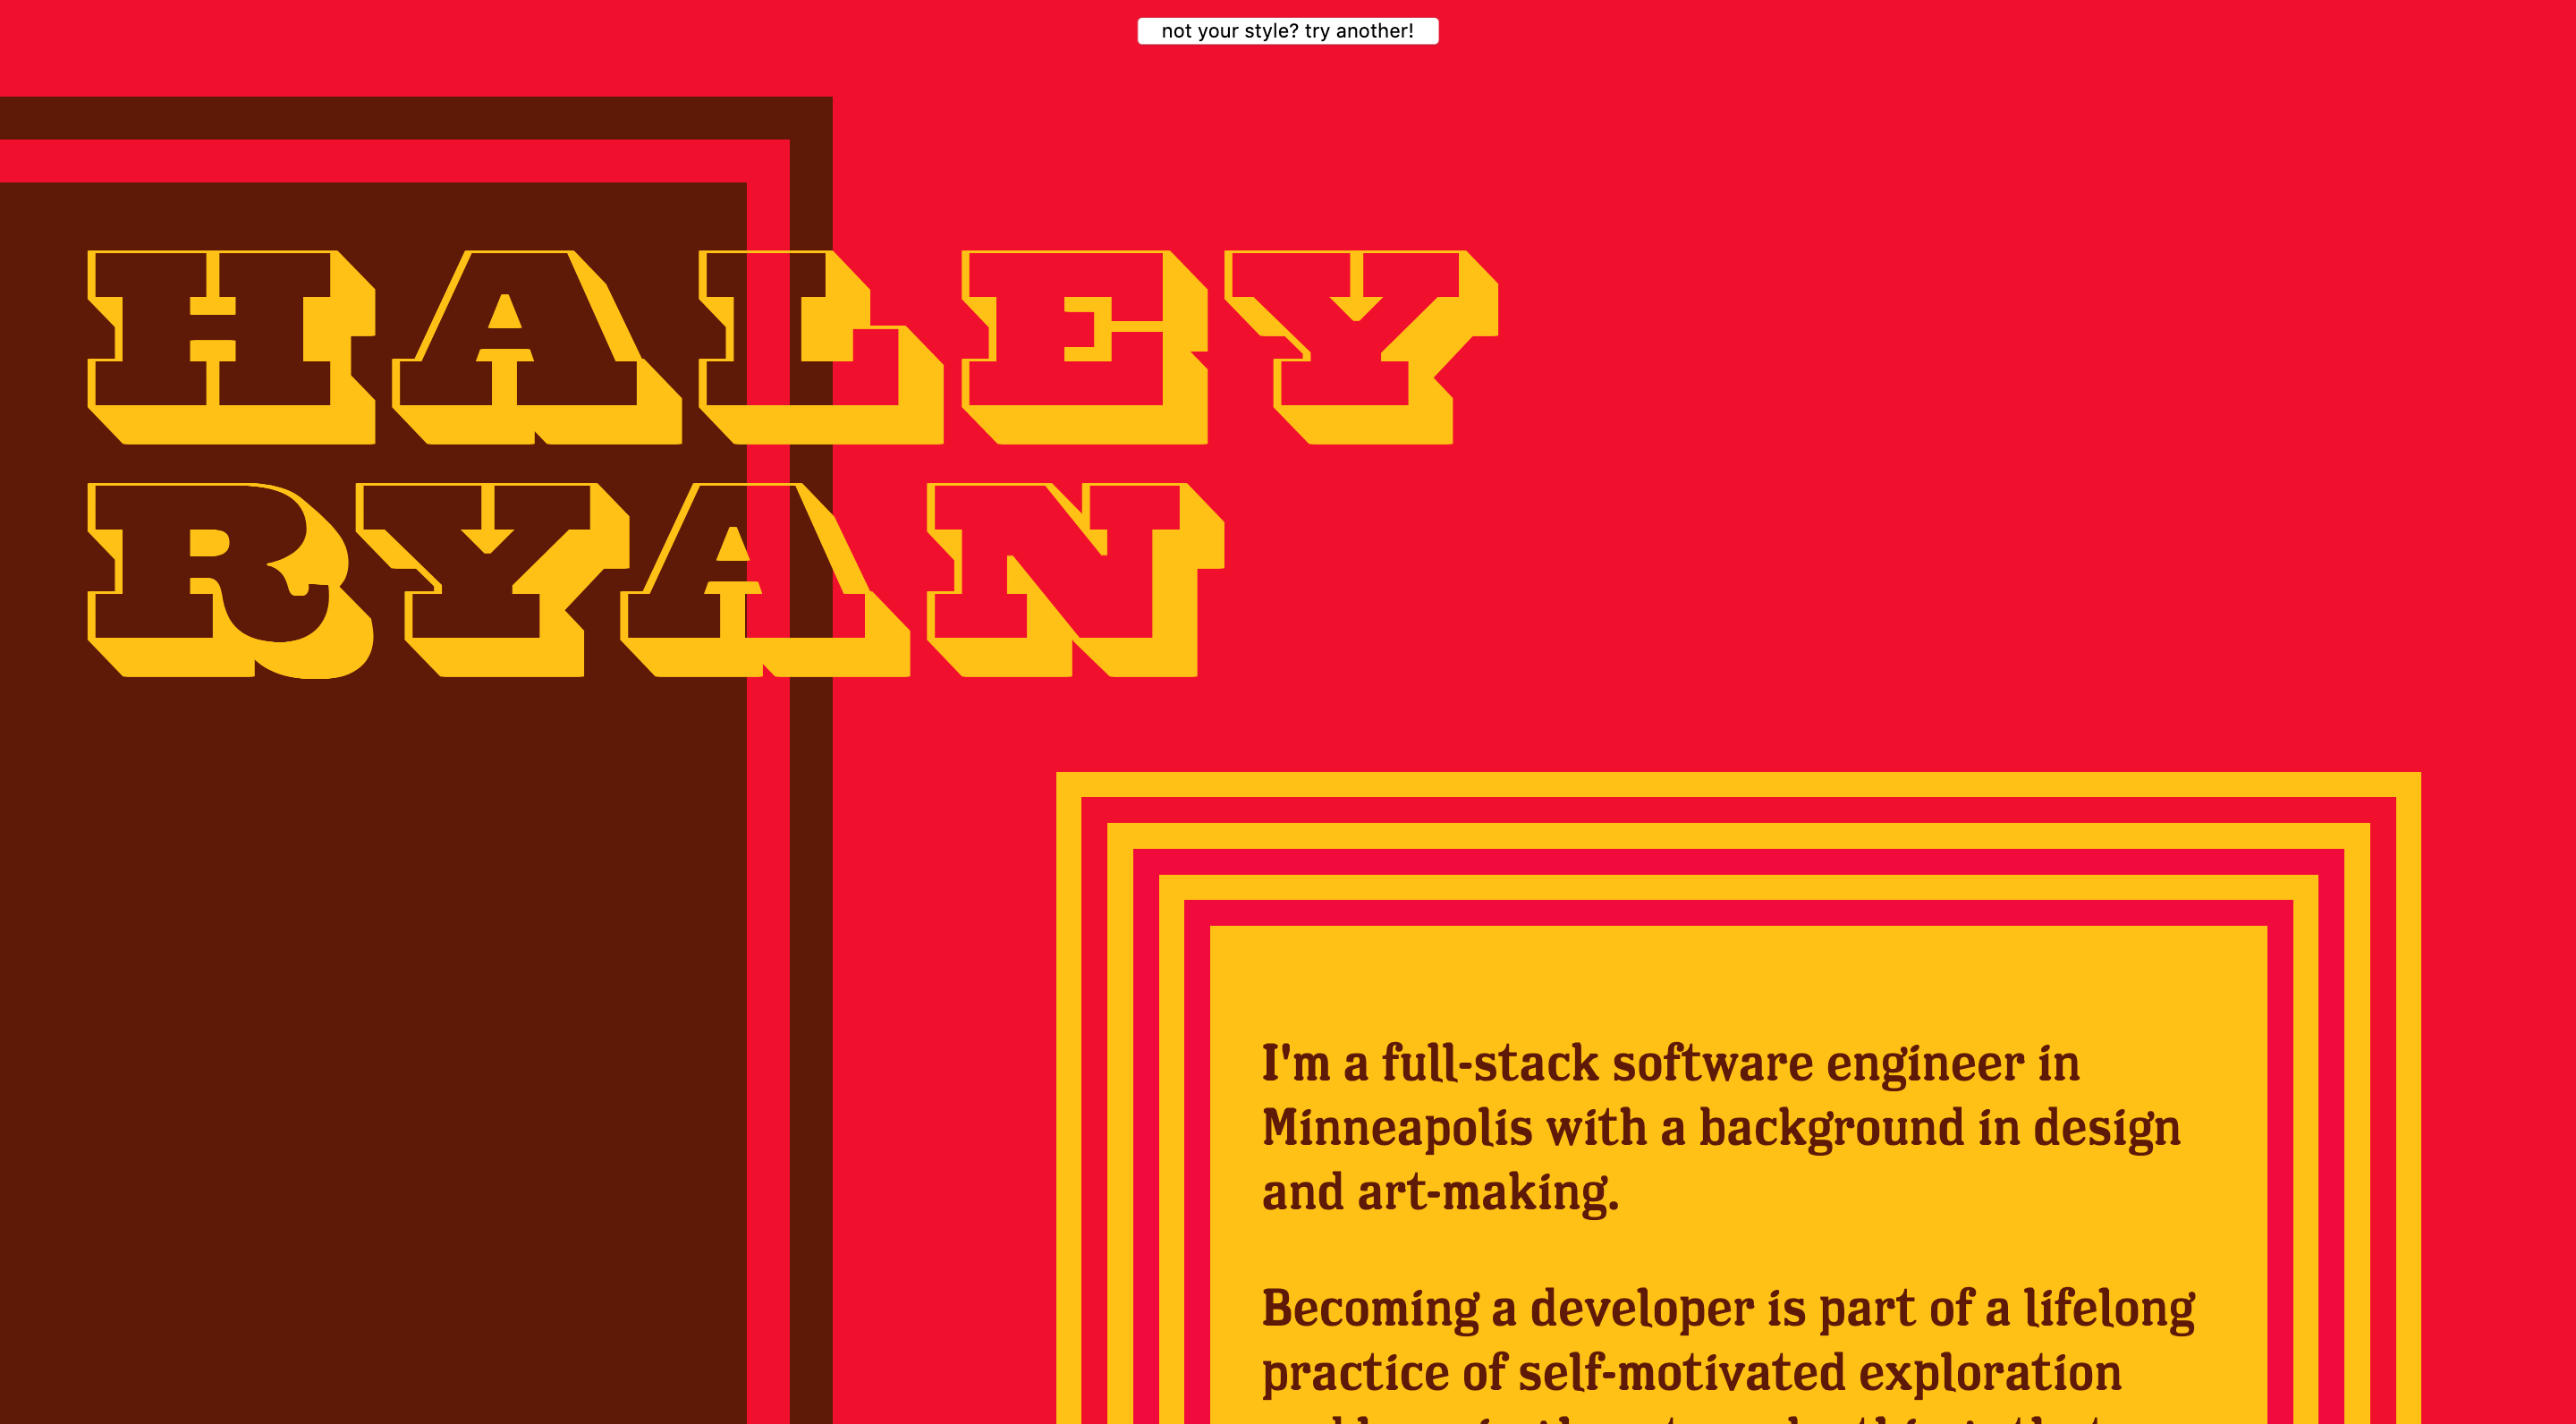 not your style? try another!
HALEY
RYAN
I'm a full-stack software engineer in
Minneapolis with a background in design
and art-making.
Becoming a developer is part of a lifelong
practice of self-motivated exploration